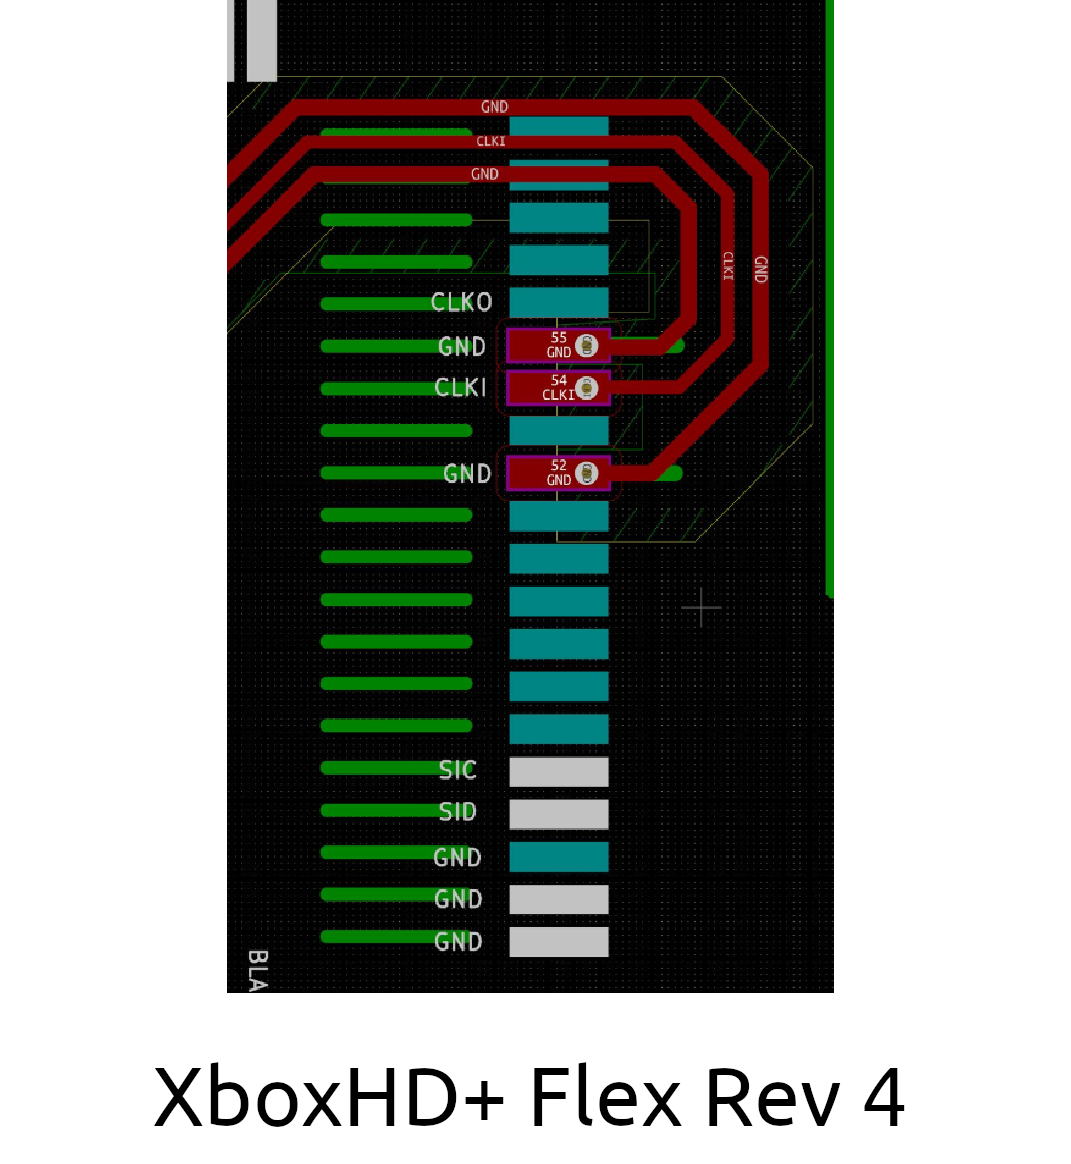 GND
CLKI
GND
CLKI
GND
CLKO
GND
55
GND
CLKI
54
CLKI
GND
52
GND
SIC
SID
GND
GND
GND
BLA
XboxHD+ Flex Rev 4